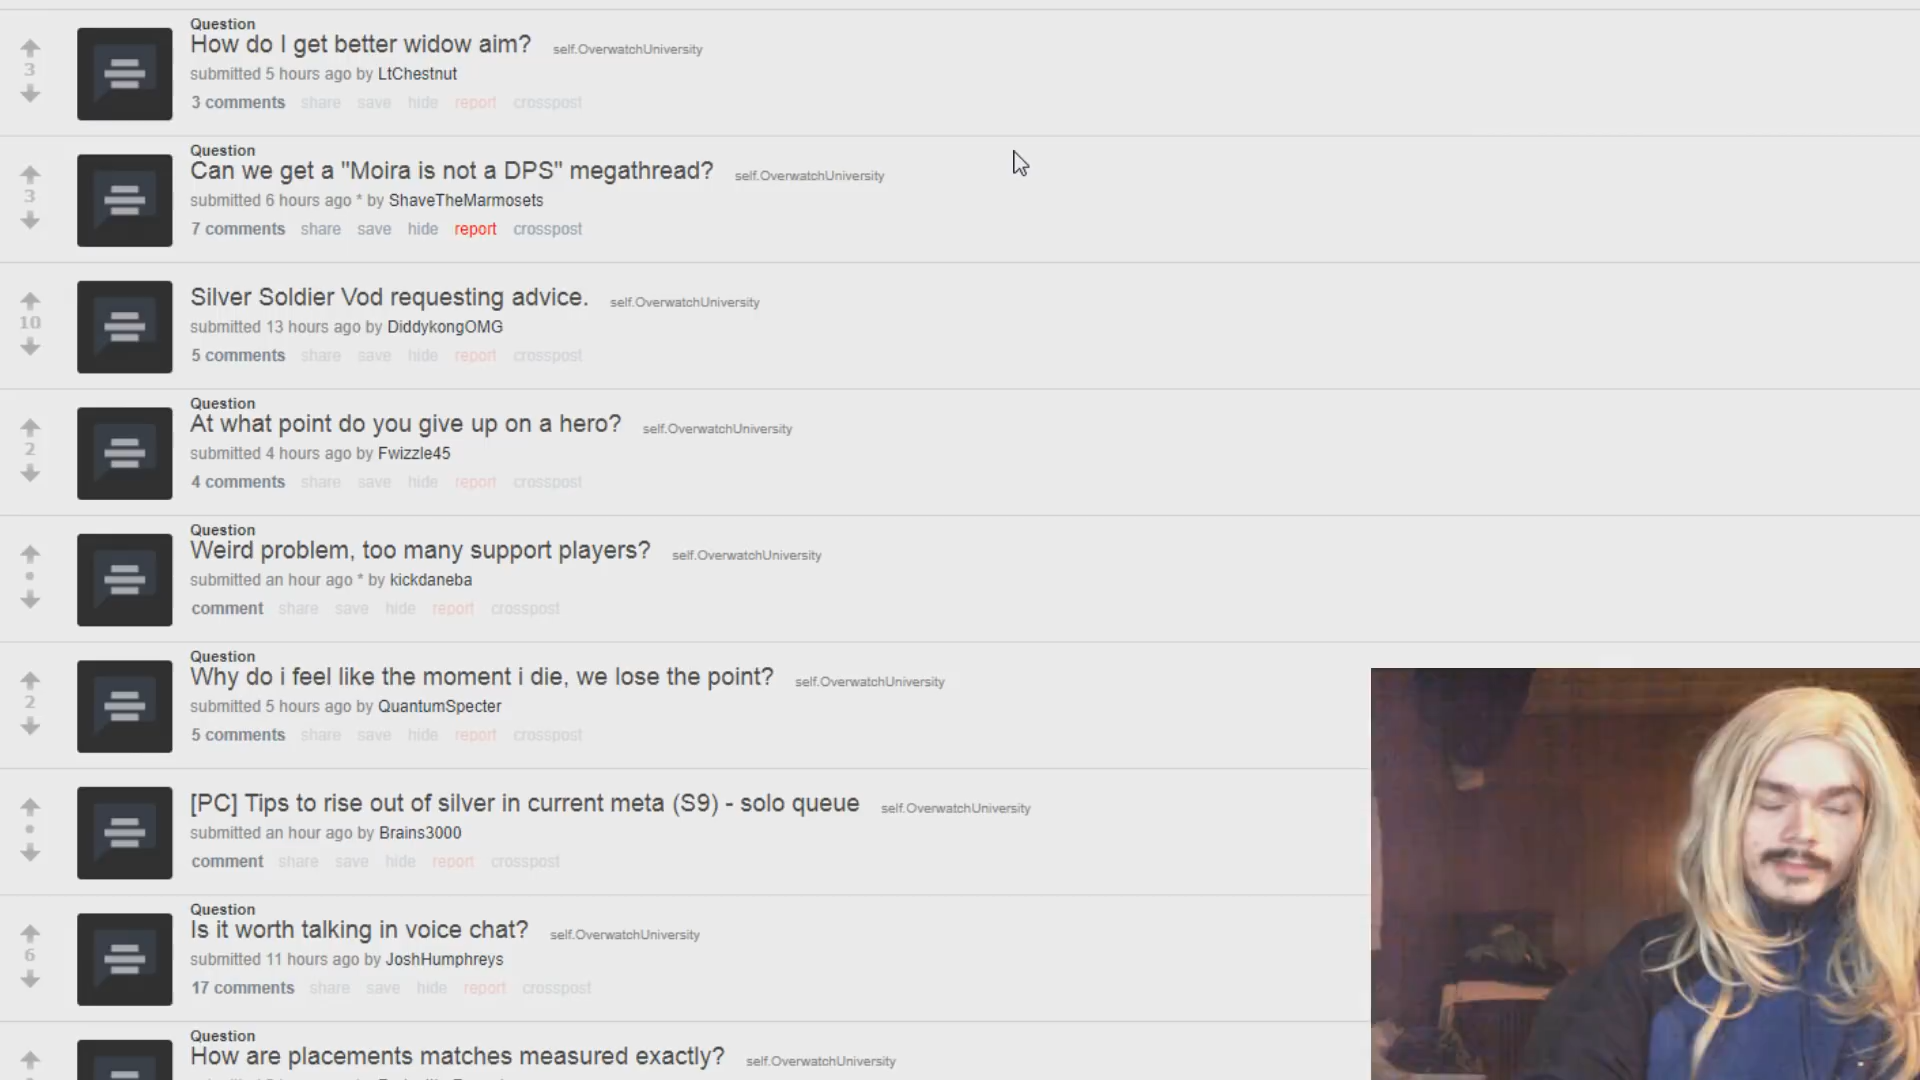 Question
How do I get better widow aim? self.OverwatchUniversity
3
submitted 5 hours ago by LtChestnut
3 comments share save hide report crosspost
Question
Can we get a "Moira is not a DPS" megathread? self.OverwatchUniversity
3
submitted 6 hours ago * by ShaveTheMarmosets
7 comments share save hide report crosspost
Silver Soldier Vod requesting advice. self.OverwatchUniversity
10
submitted 13 hours ago by DiddykongOMG
5 comments share save hide report crosspost
Question
At what point do you give up on a hero? self.OverwatchUniversity
2
submitted 4 hours ago by Fwizzle45
4 comments share save hide report crosspost
Question
Weird problem, too many support players? self.OverwatchUniversity
•
submitted an hour ago * by kickdaneba
comment share save hide report crosspost
Question
Why do i feel like the moment i die, we lose the point? self.OverwatchUniversity
2
submitted 5 hours ago by QuantumSpecter
5 comments share save hide report crosspost
[PC] Tips to rise out of silver in current meta (S9) - solo queue self.OverwatchUniversity
•
submitted an hour ago by Brains3000
comment share save hide report crosspost
Question
Is it worth talking in voice chat? self.OverwatchUniversity
6
submitted 11 hours ago by JoshHumphreys
17 comments share save hide report crosspost
Question
How are placements matches measured exactly? self.OverwatchUniversity